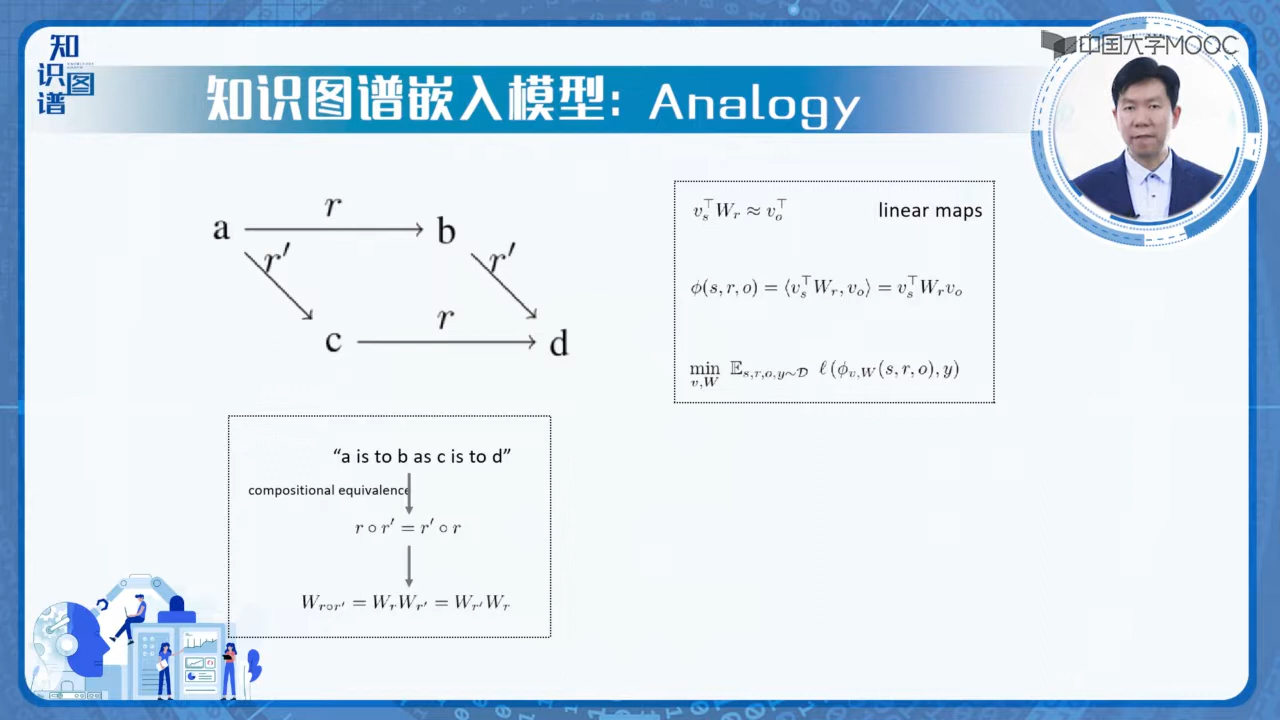 知识图谱
中国大学MOOC
知识图谱嵌入模型：Analogy
r
a
b
r′
r′
r
c
d
v_s^⊤ W_r ≈ v_o^⊤
linear maps
ϕ(s, r, o) = ⟨v_s^⊤ W_r, v_o⟩ = v_s^⊤ W_r v_o
min_{v,W} 𝔼_{s,r,o,y∼𝒟} ℓ(ϕ_{v,W}(s, r, o), y)
“a is to b as c is to d”
compositional equivalence
r ∘ r′ = r′ ∘ r
W_{r∘r′} = W_r W_{r′} = W_{r′} W_r